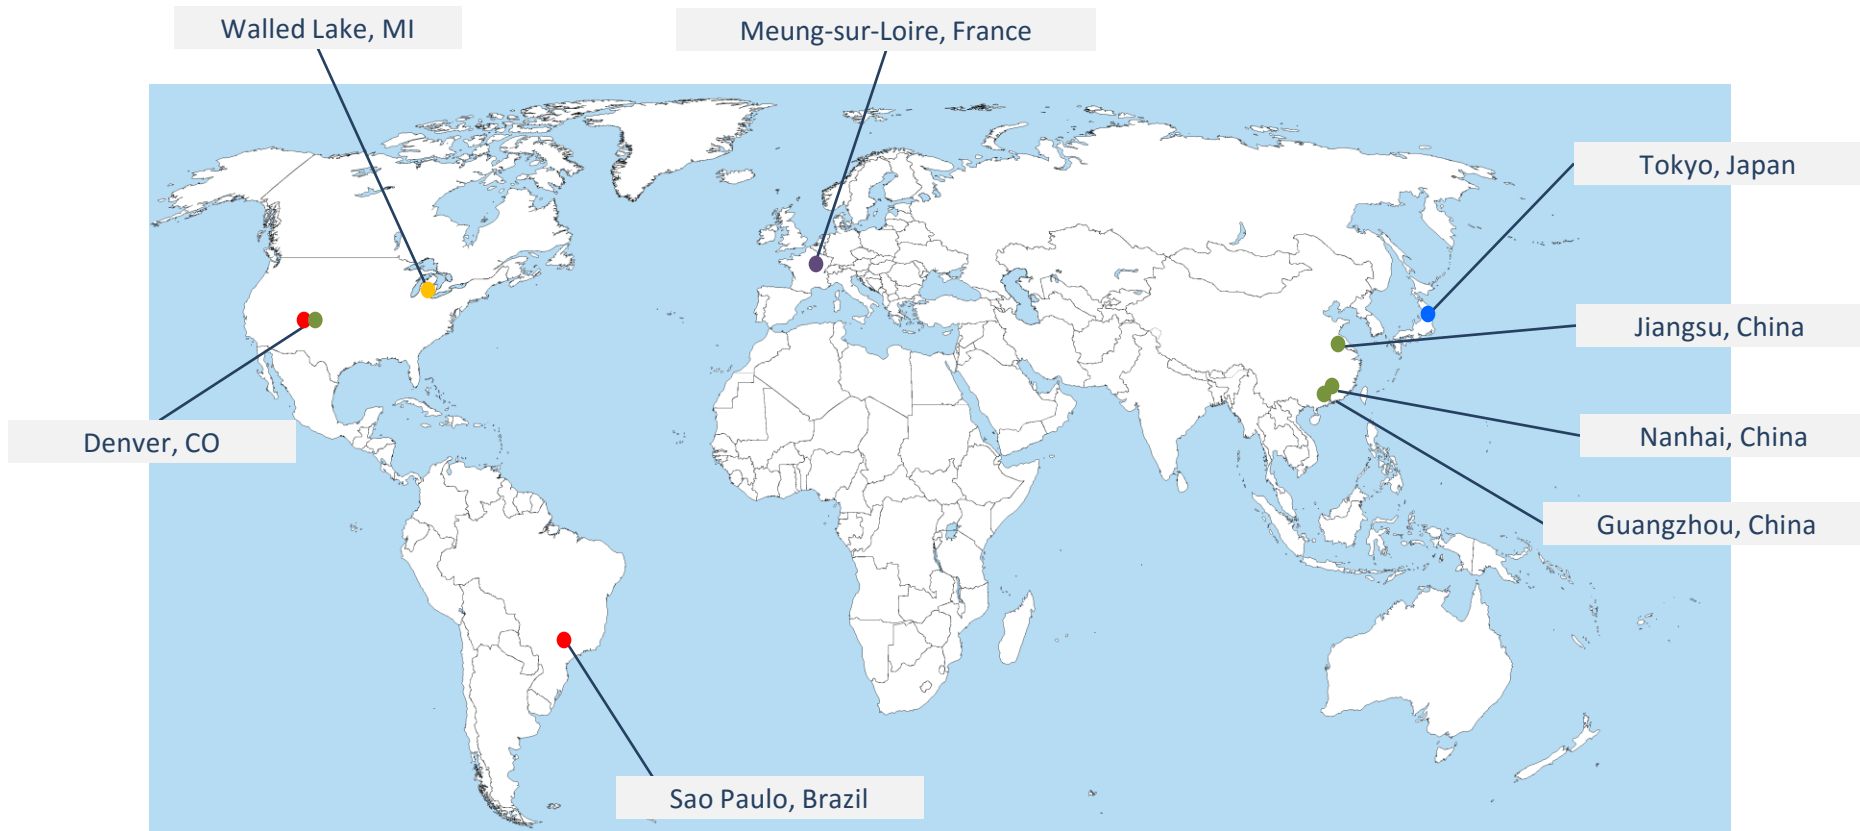 Walled Lake, MI
Meung-sur-Loire, France
Tokyo, Japan
Jiangsu, China
Denver, CO
Nanhai, China
Guangzhou, China
Sao Paulo, Brazil